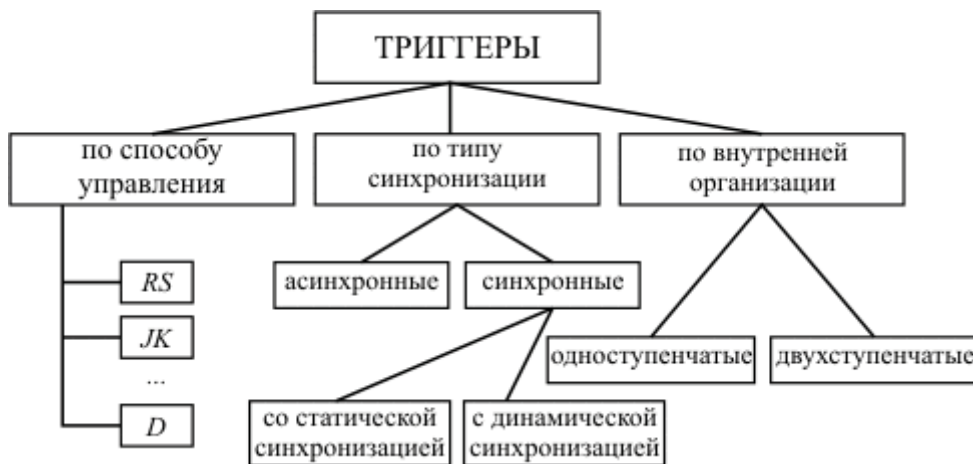 ТРИГГЕРЫ
по способу
управления
по типу
синхронизации
по внутренней
организации
RS
JK
...
D
асинхронные
синхронные
со статической
синхронизацией
с динамической
синхронизацией
одноступенчатые
двухступенчатые